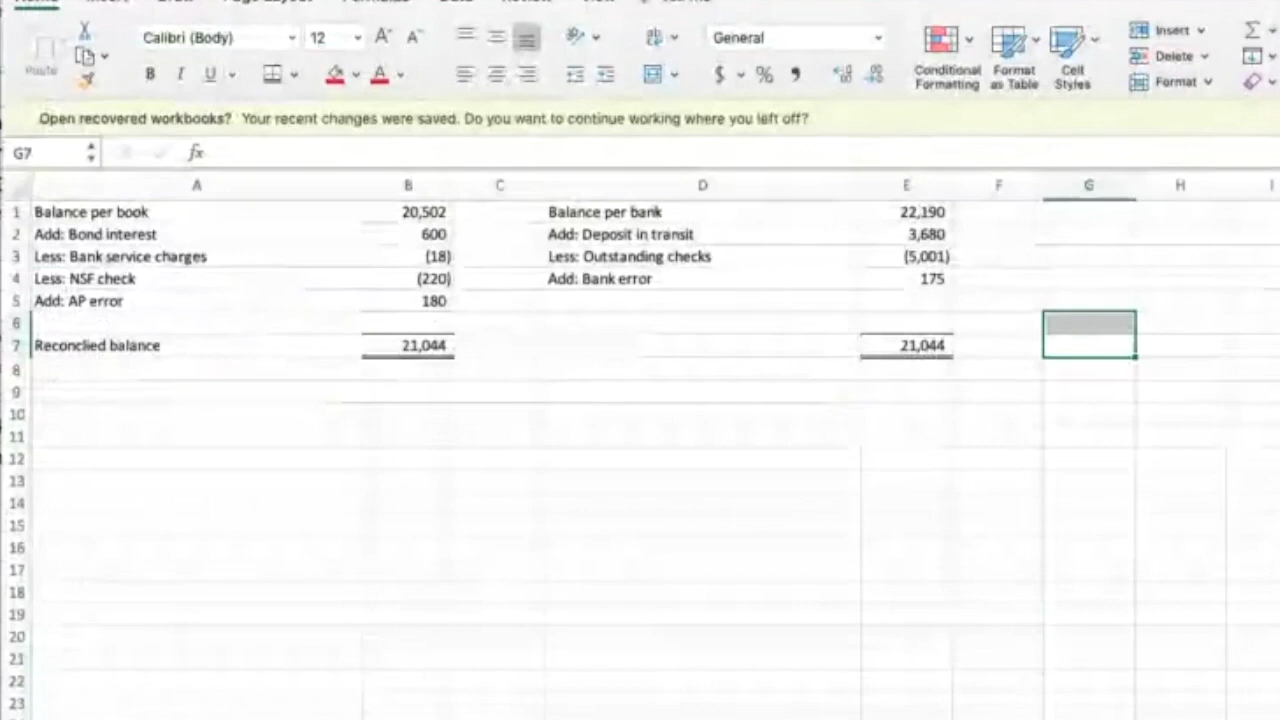 Calibri (Body) 12 A A General Insert
Paste B I U A $ % Conditional Formatting Format as Table Cell Styles Delete
Format
Open recovered workbooks? Your recent changes were saved. Do you want to continue working where you left off?
G7 fx
A B C D E F G H I
1 Balance per book 20,502 Balance per bank 22,190
2 Add: Bond interest 600 Add: Deposit in transit 3,680
3 Less: Bank service charges (18) Less: Outstanding checks (5,001)
4 Less: NSF check (220) Add: Bank error 175
5 Add: AP error 180
6
7 Reconclied balance 21,044 21,044
8
9
10
11
12
13
14
15
16
17
18
19
20
21
22
23